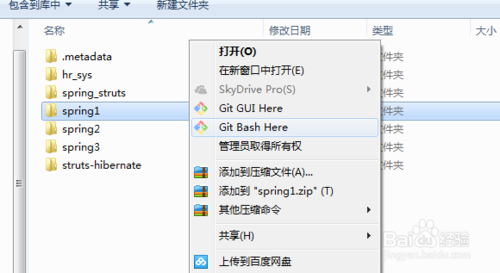 包含到库中 共享 新建文件夹
名称 修改日期 类型
.metadata
hr_sys
spring_struts
spring1
spring2
spring3
struts-hibernate
打开(O)
在新窗口中打开(E)
SkyDrive Pro(S)
Git GUI Here
Git Bash Here
管理员取得所有权
添加到压缩文件(A)...
添加到 "spring1.zip" (T)
其他压缩命令
共享(H)
上传到百度网盘
件夹
件夹
件夹
件夹
件夹
件夹
件夹
Baidu经验